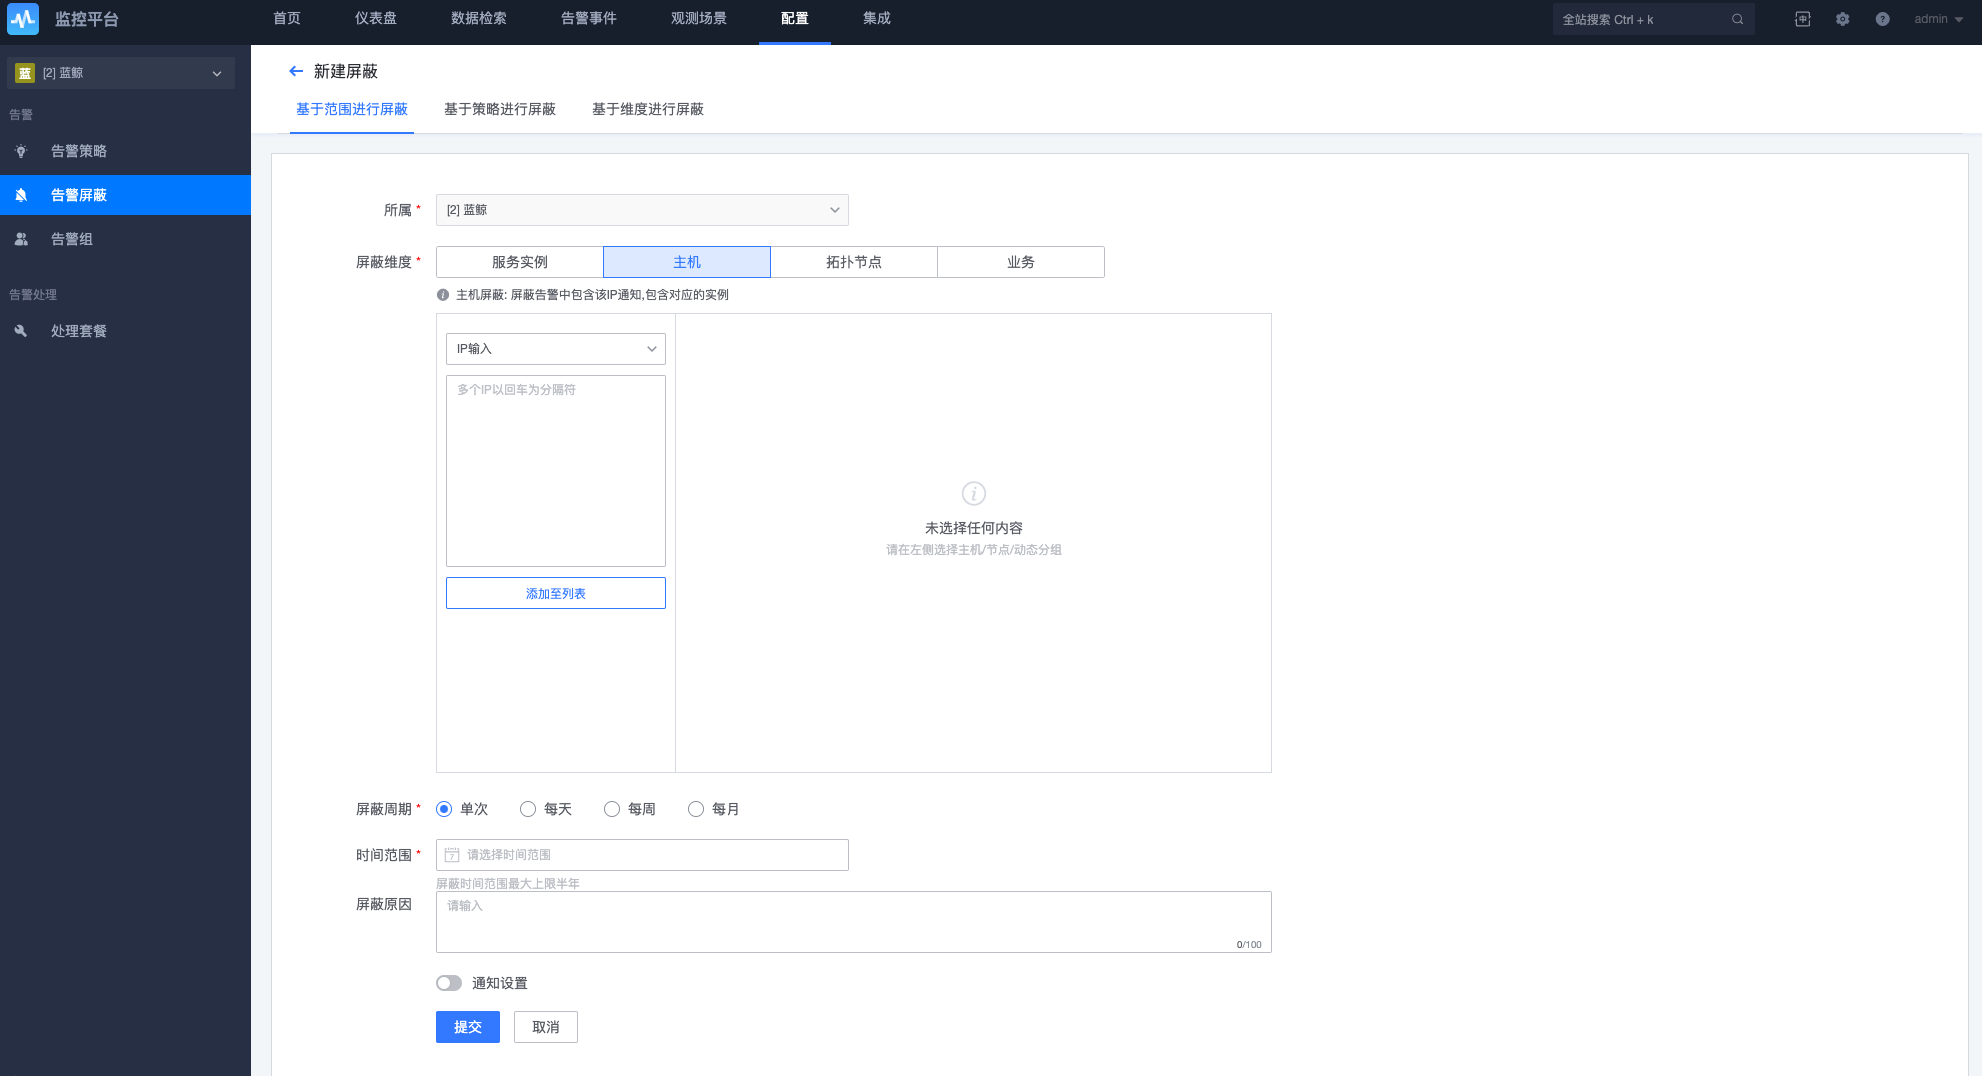 监控平台
首页 仪表盘 数据检索 告警事件 观测场景 配置 集成
全站搜索 Ctrl + k
中
?
admin
蓝 [2] 蓝鲸
告警
告警策略
告警屏蔽
告警组
告警处理
处理套餐
新建屏蔽
基于范围进行屏蔽 基于策略进行屏蔽 基于维度进行屏蔽
所属 *
[2] 蓝鲸
屏蔽维度 *
服务实例 主机 拓扑节点 业务
主机屏蔽: 屏蔽告警中包含该IP通知,包含对应的实例
IP输入
多个IP以回车为分隔符
添加至列表
未选择任何内容
请在左侧选择主机/节点/动态分组
屏蔽周期 * 单次 每天 每周 每月
时间范围 * 7 请选择时间范围
屏蔽时间范围最大上限半年
屏蔽原因
请输入
0/100
通知设置
提交 取消